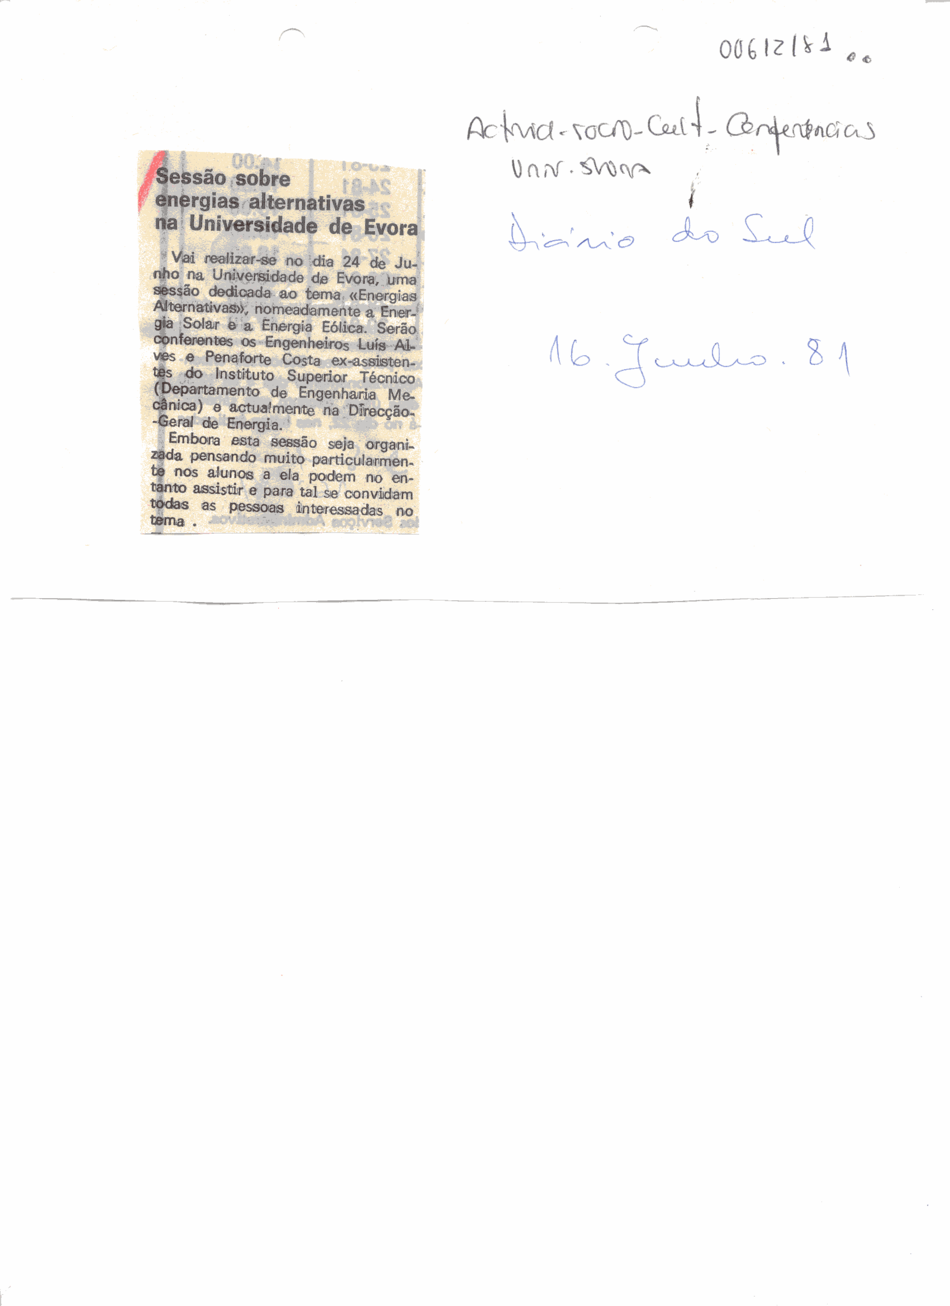 00612/81
Activid-socio-Cult-Conferências
Univ. Évora
Diário do Sul
16. Junho. 81
Sessão sobre
energias alternativas
na Universidade de Evora
Vai realizar-se no dia 24 de Ju-
nho na Universidade de Evora, uma
sessão dedicada ao tema «Energias
Alternativas», nomeadamente a Ener-
gia Solar e a Energia Eólica. Serão
conferentes os Engenheiros Luís Al-
ves e Penaforte Costa ex-assisten-
tes do Instituto Superior Técnico
(Departamento de Engenharia Me-
cânica) e actualmente na Direcção-
-Geral de Energia.
Embora esta sessão seja organi-
zada pensando muito particularmen-
te nos alunos a ela podem no en-
tanto assistir e para tal se convidam
todas as pessoas interessadas no
tema .